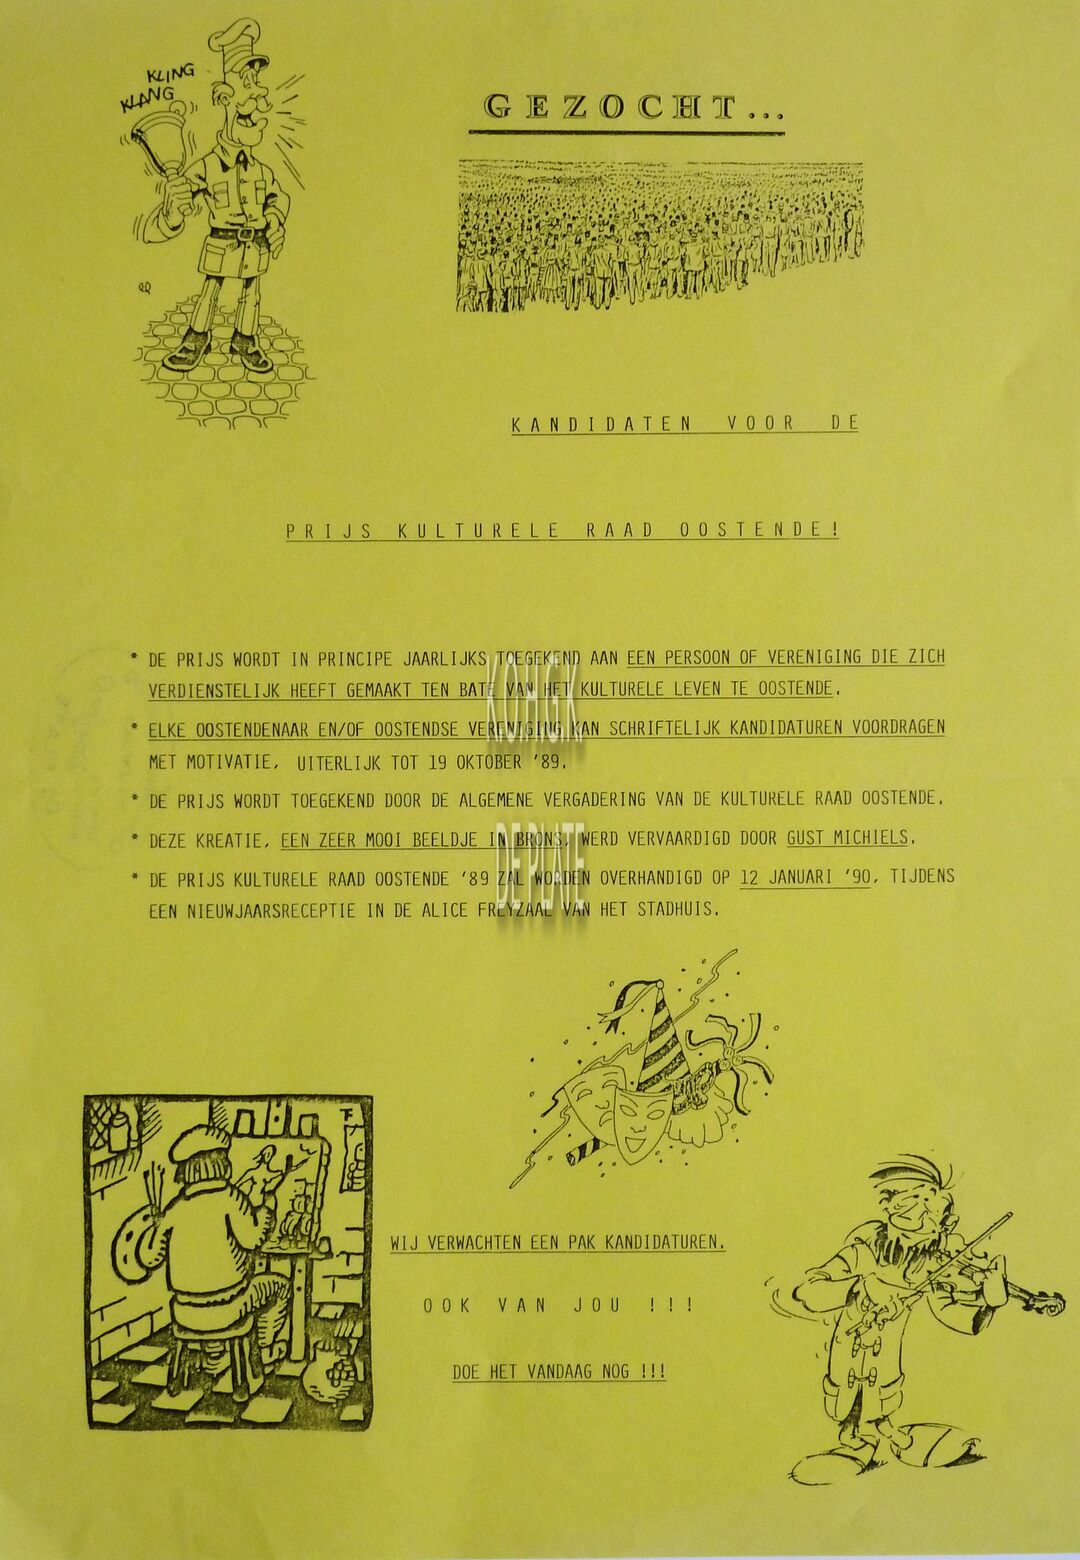 KLING
KLANG
GEZOCHT...
KANDIDATEN VOOR DE
PRIJS KULTURELE RAAD OOSTENDE!
* DE PRIJS WORDT IN PRINCIPE JAARLIJKS TOEGEKEND AAN EEN PERSOON OF VERENIGING DIE ZICH
VERDIENSTELIJK HEEFT GEMAAKT TEN BATE VAN HET KULTURELE LEVEN TE OOSTENDE.
* ELKE OOSTENDENAAR EN/OF OOSTENDSE VERENIGING KAN SCHRIFTELIJK KANDIDATUREN VOORDRAGEN
MET MOTIVATIE, UITERLIJK TOT 19 OKTOBER '89.
* DE PRIJS WORDT TOEGEKEND DOOR DE ALGEMENE VERGADERING VAN DE KULTURELE RAAD OOSTENDE.
* DEZE KREATIE, EEN ZEER MOOI BEELDJE IN BRONS, WERD VERVAARDIGD DOOR GUST MICHIELS.
* DE PRIJS KULTURELE RAAD OOSTENDE '89 ZAL WORDEN OVERHANDIGD OP 12 JANUARI '90, TIJDENS
EEN NIEUWJAARSRECEPTIE IN DE ALICE FREYZAAL VAN HET STADHUIS.
KOHGK
DE PLATE
WIJ VERWACHTEN EEN PAK KANDIDATUREN.
OOK VAN JOU !!!
DOE HET VANDAAG NOG !!!